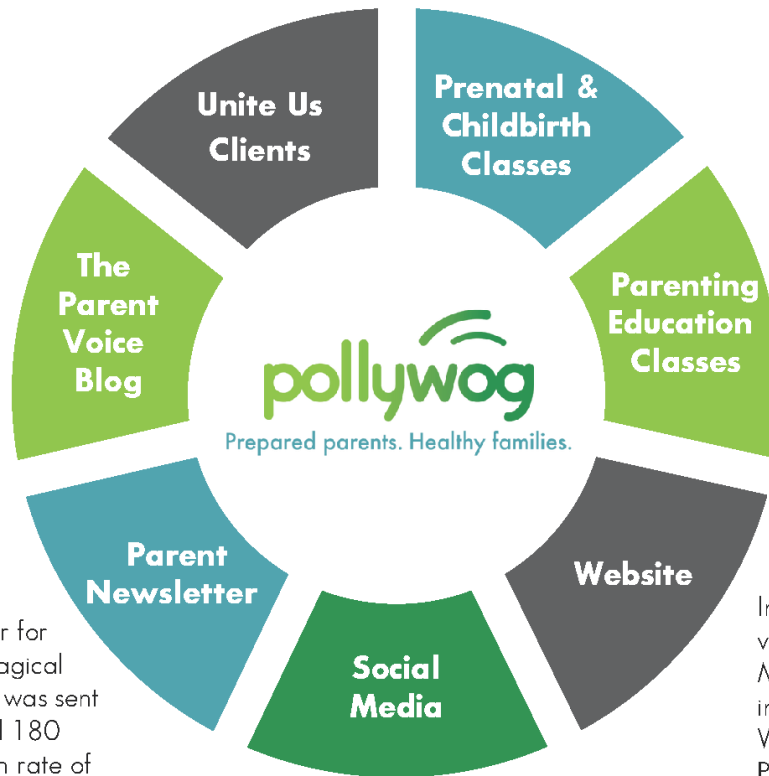 Unite Us
Clients
Prenatal &
Childbirth
Classes
Parenting
Education
Classes
Website
Social
Media
Parent
Newsletter
The
Parent
Voice
Blog
pollywog
Prepared parents. Healthy families.
for
was sent
180
rate of
In